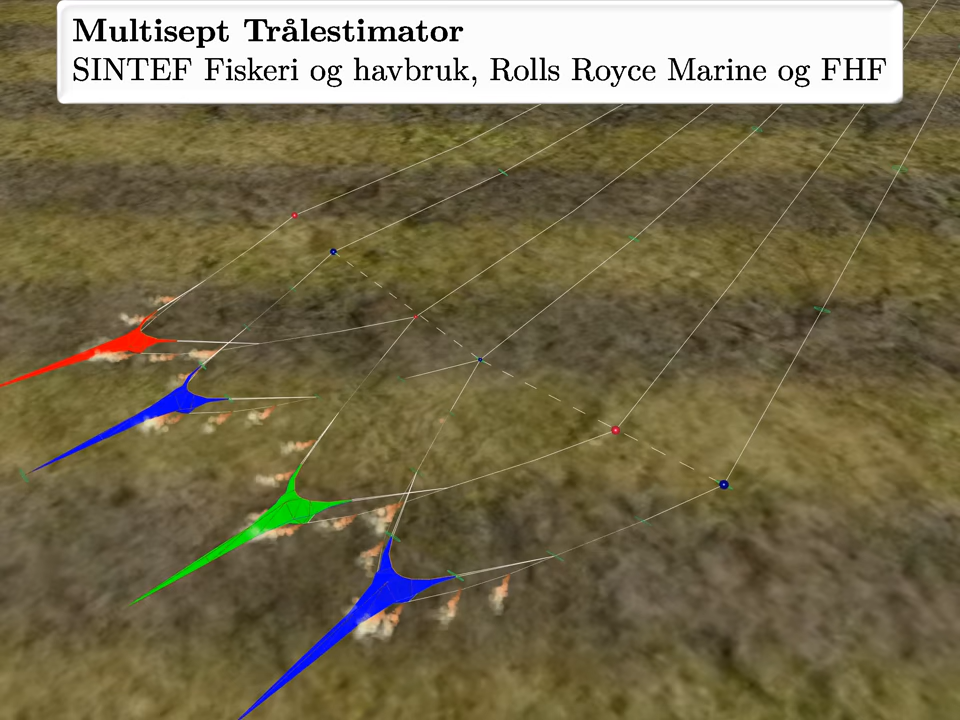 Multisept Trålestimator
SINTEF Fiskeri og havbruk, Rolls Royce Marine og FHF